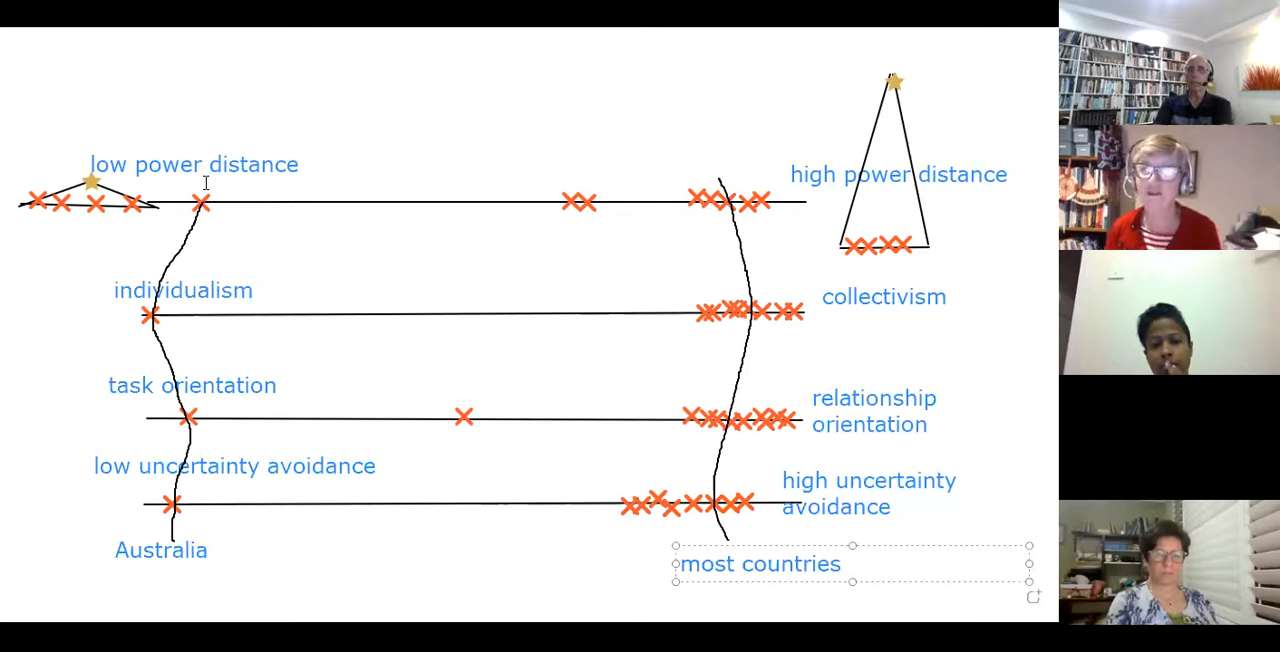 low power distance
high power distance
individualism
collectivism
task orientation
relationship
orientation
low uncertainty avoidance
high uncertainty
avoidance
Australia
most countries